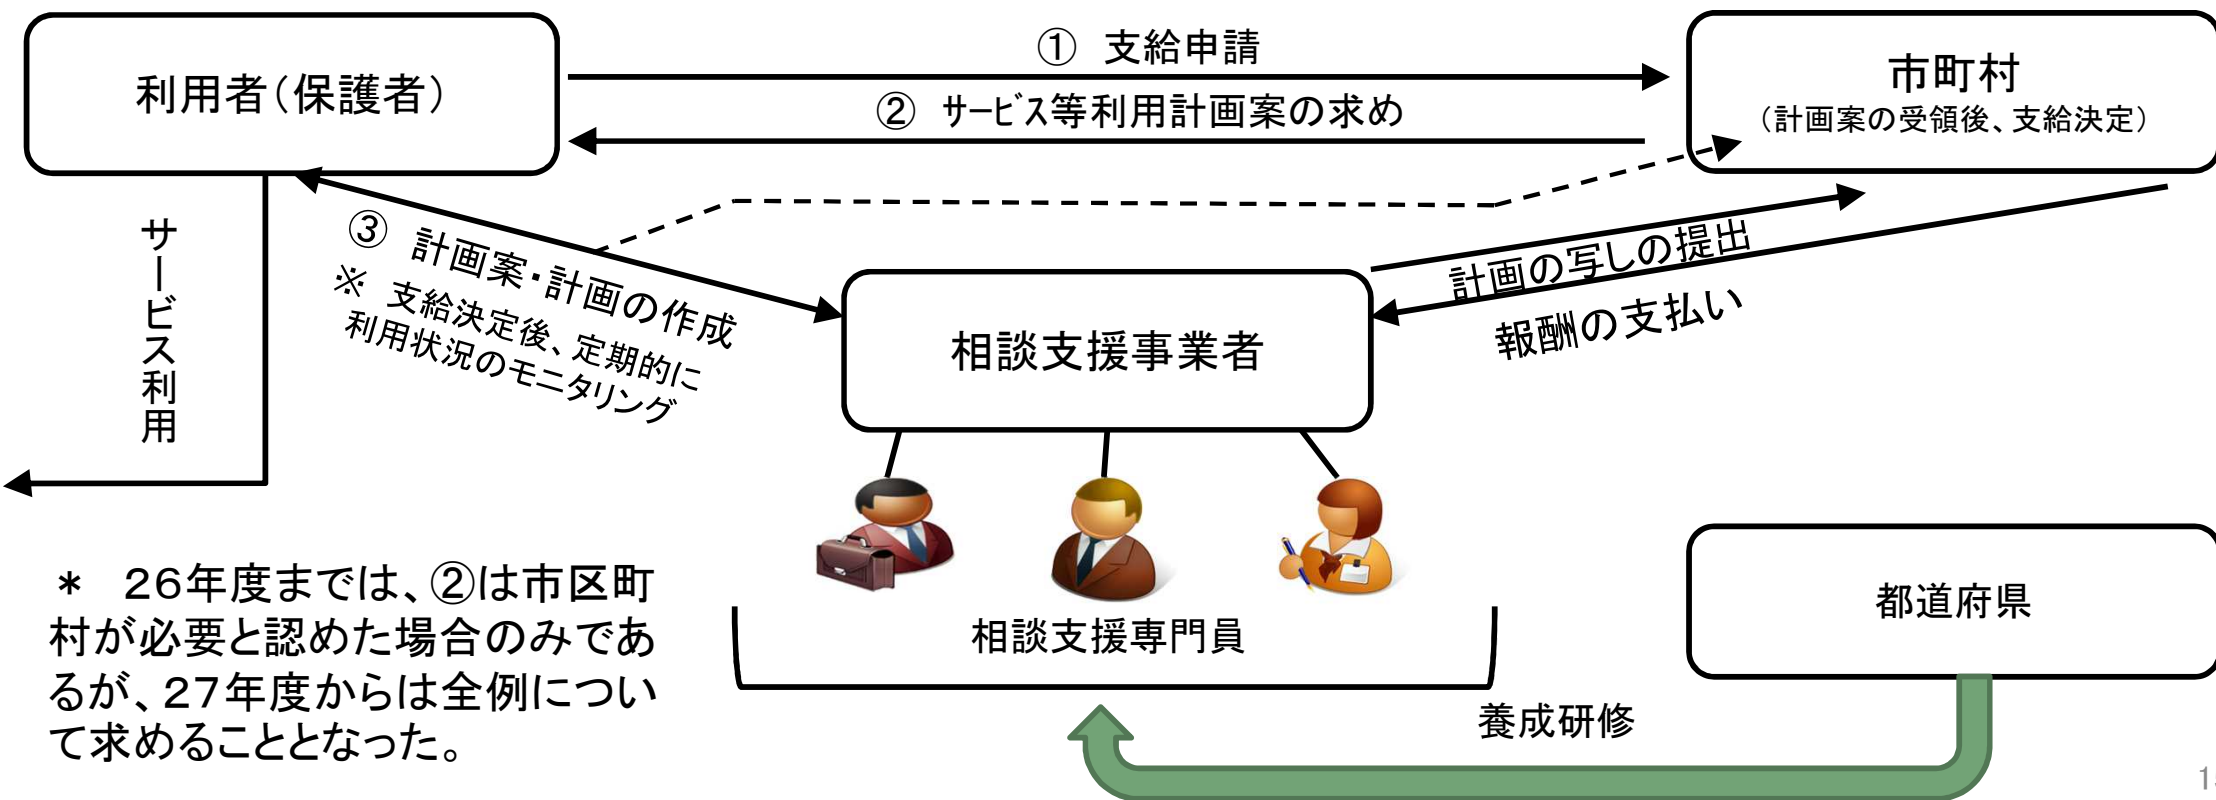 ① 支給申請
利用者(保護者)
市町村
② サービス等利用計画案の求め
(計画案の受領後、支給決定)
サービス利用
③ 計画案・計画の作成
※ 支給決定後、定期的に
利用状況のモニタリング
計画の写しの提出
報酬の支払い
相談支援事業者
* 26年度までは、②は市区町
村が必要と認めた場合のみであ
るが、27年度からは全例につい
て求めることとなった。
相談支援専門員
都道府県
養成研修